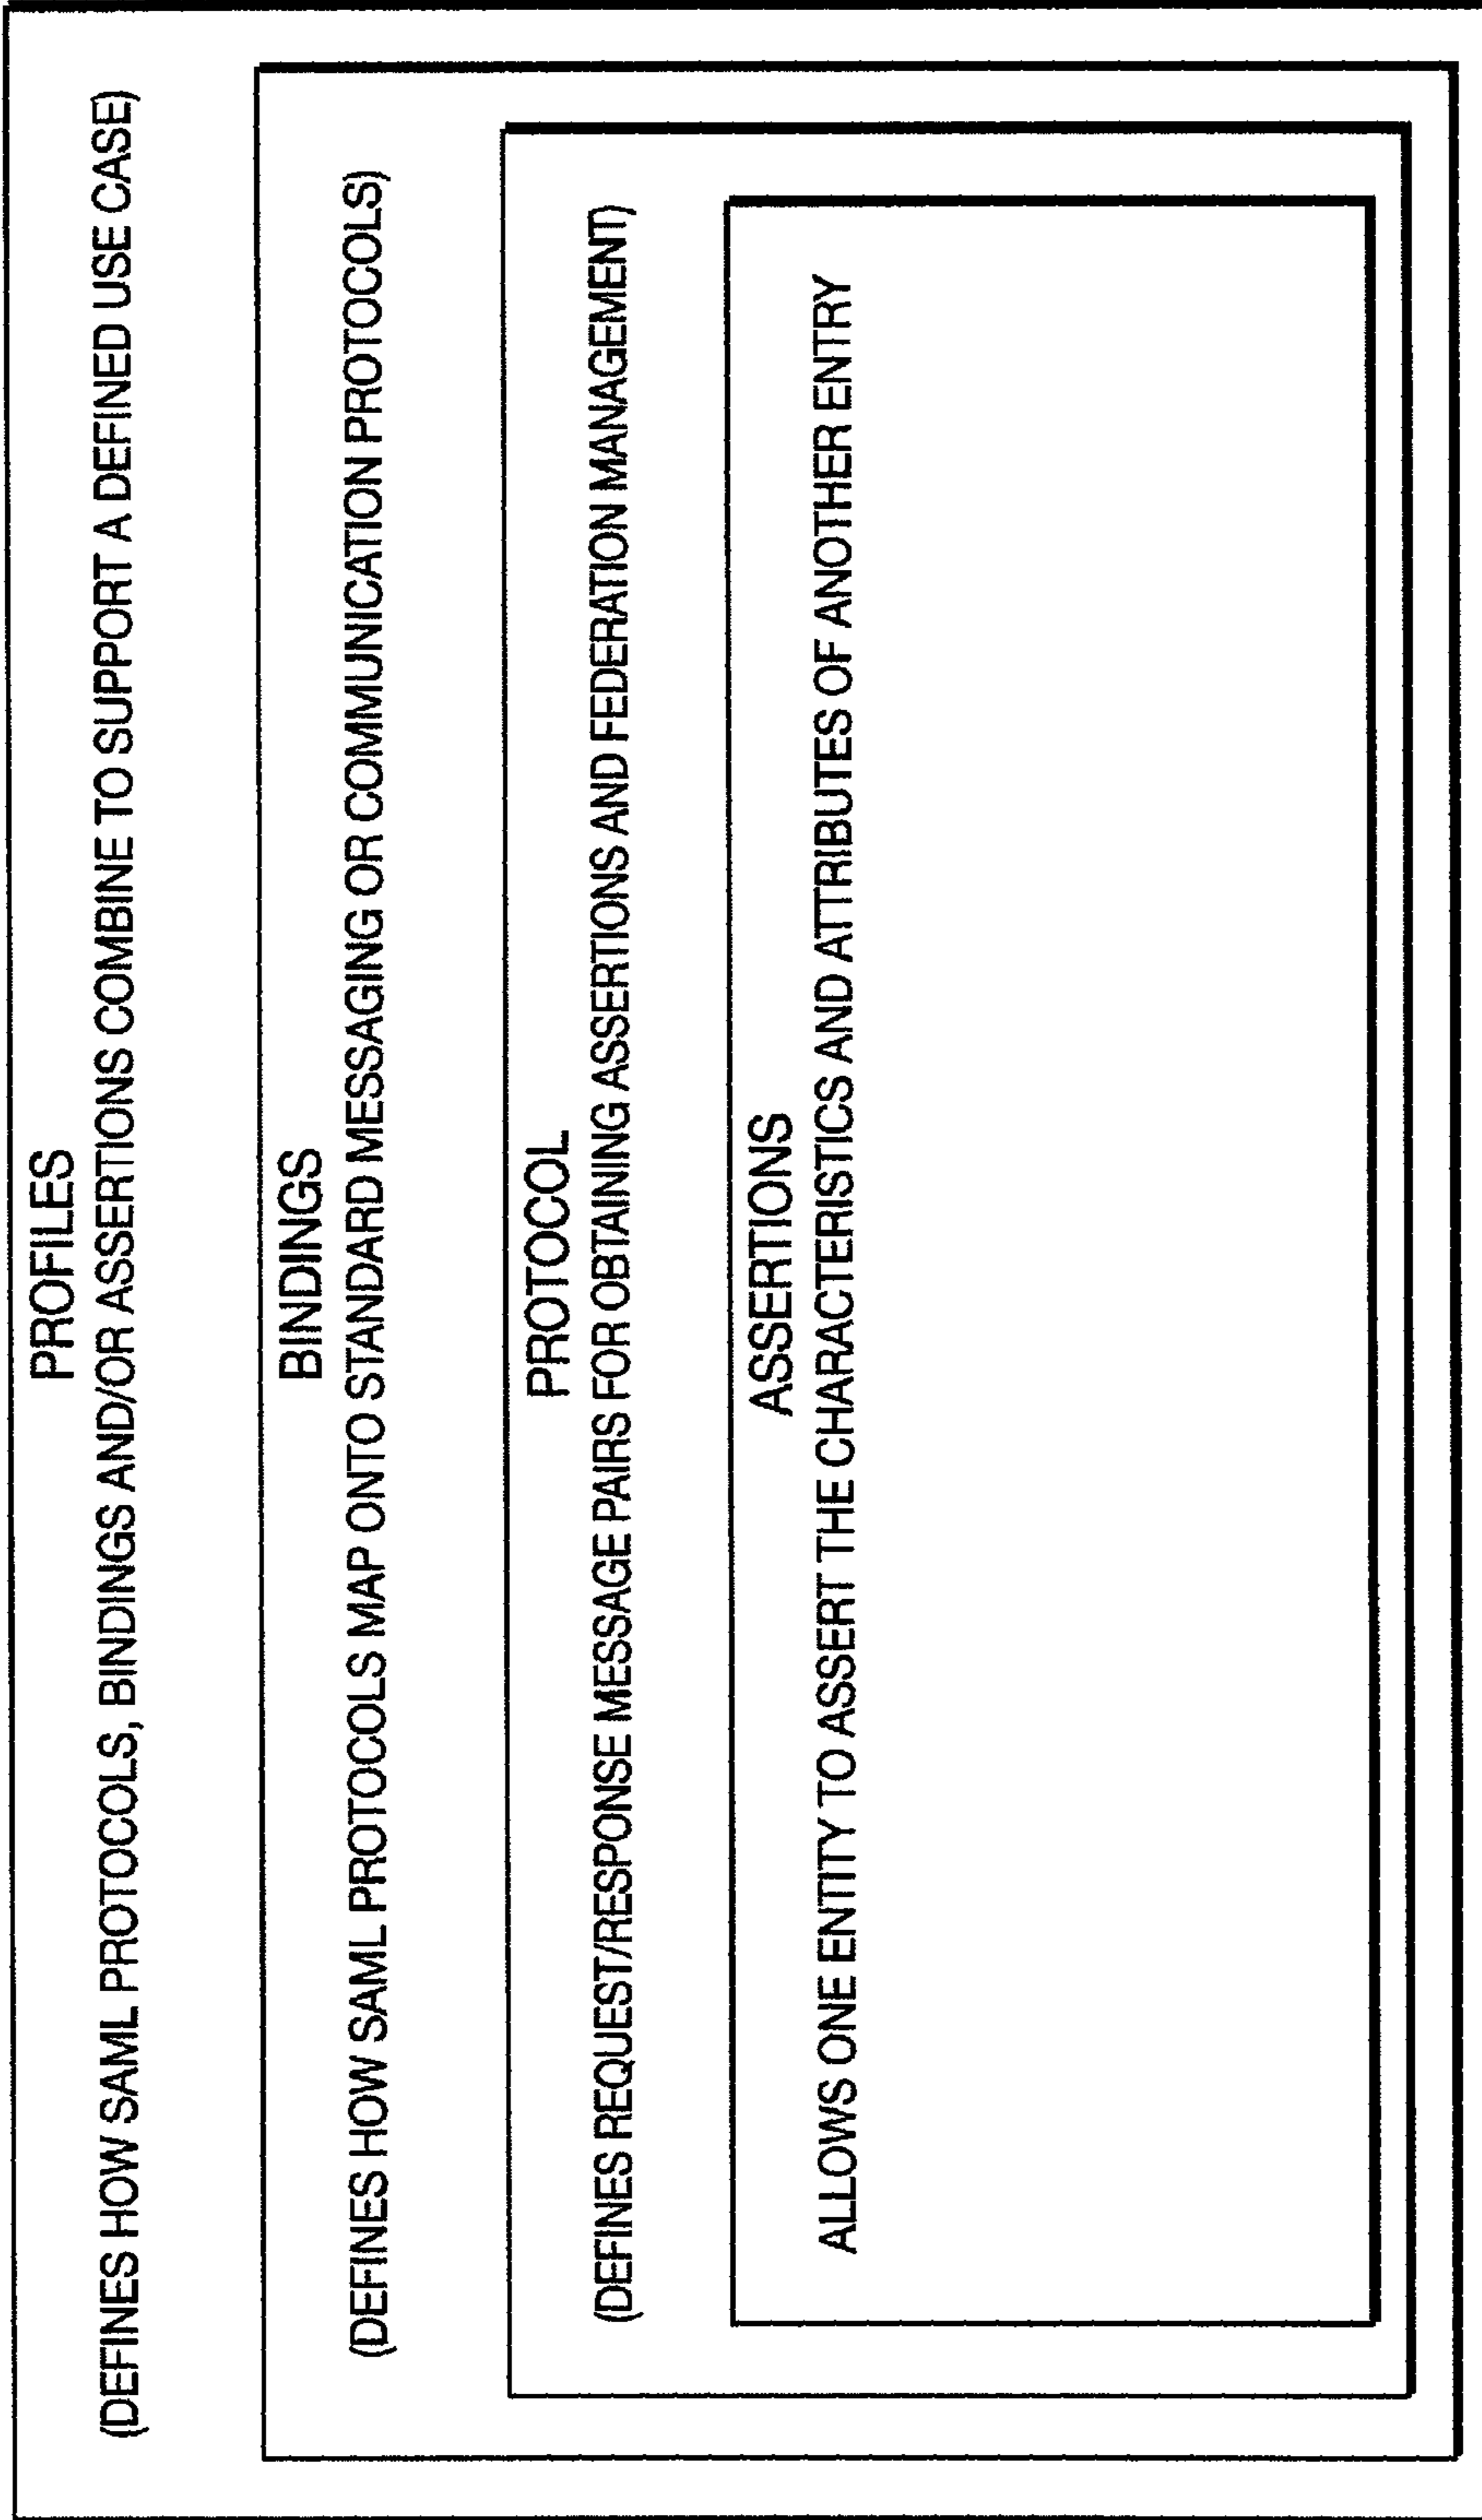 PROFILES
(DEFINES HOW SAML PROTOCOLS, BINDINGS AND/OR ASSERTIONS COMBINE TO SUPPORT A DEFINED USE CASE)
BINDINGS
(DEFINES HOW SAML PROTOCOLS MAP ONTO STANDARD MESSAGING OR COMMUNICATION PROTOCOLS)
PROTOCOL
(DEFINES REQUEST/RESPONSE MESSAGE PAIRS FOR OBTAINING ASSERTIONS AND FEDERATION MANAGEMENT)
ASSERTIONS
ALLOWS ONE ENTITY TO ASSERT THE CHARACTERISTICS AND ATTRIBUTES OF ANOTHER ENTRY